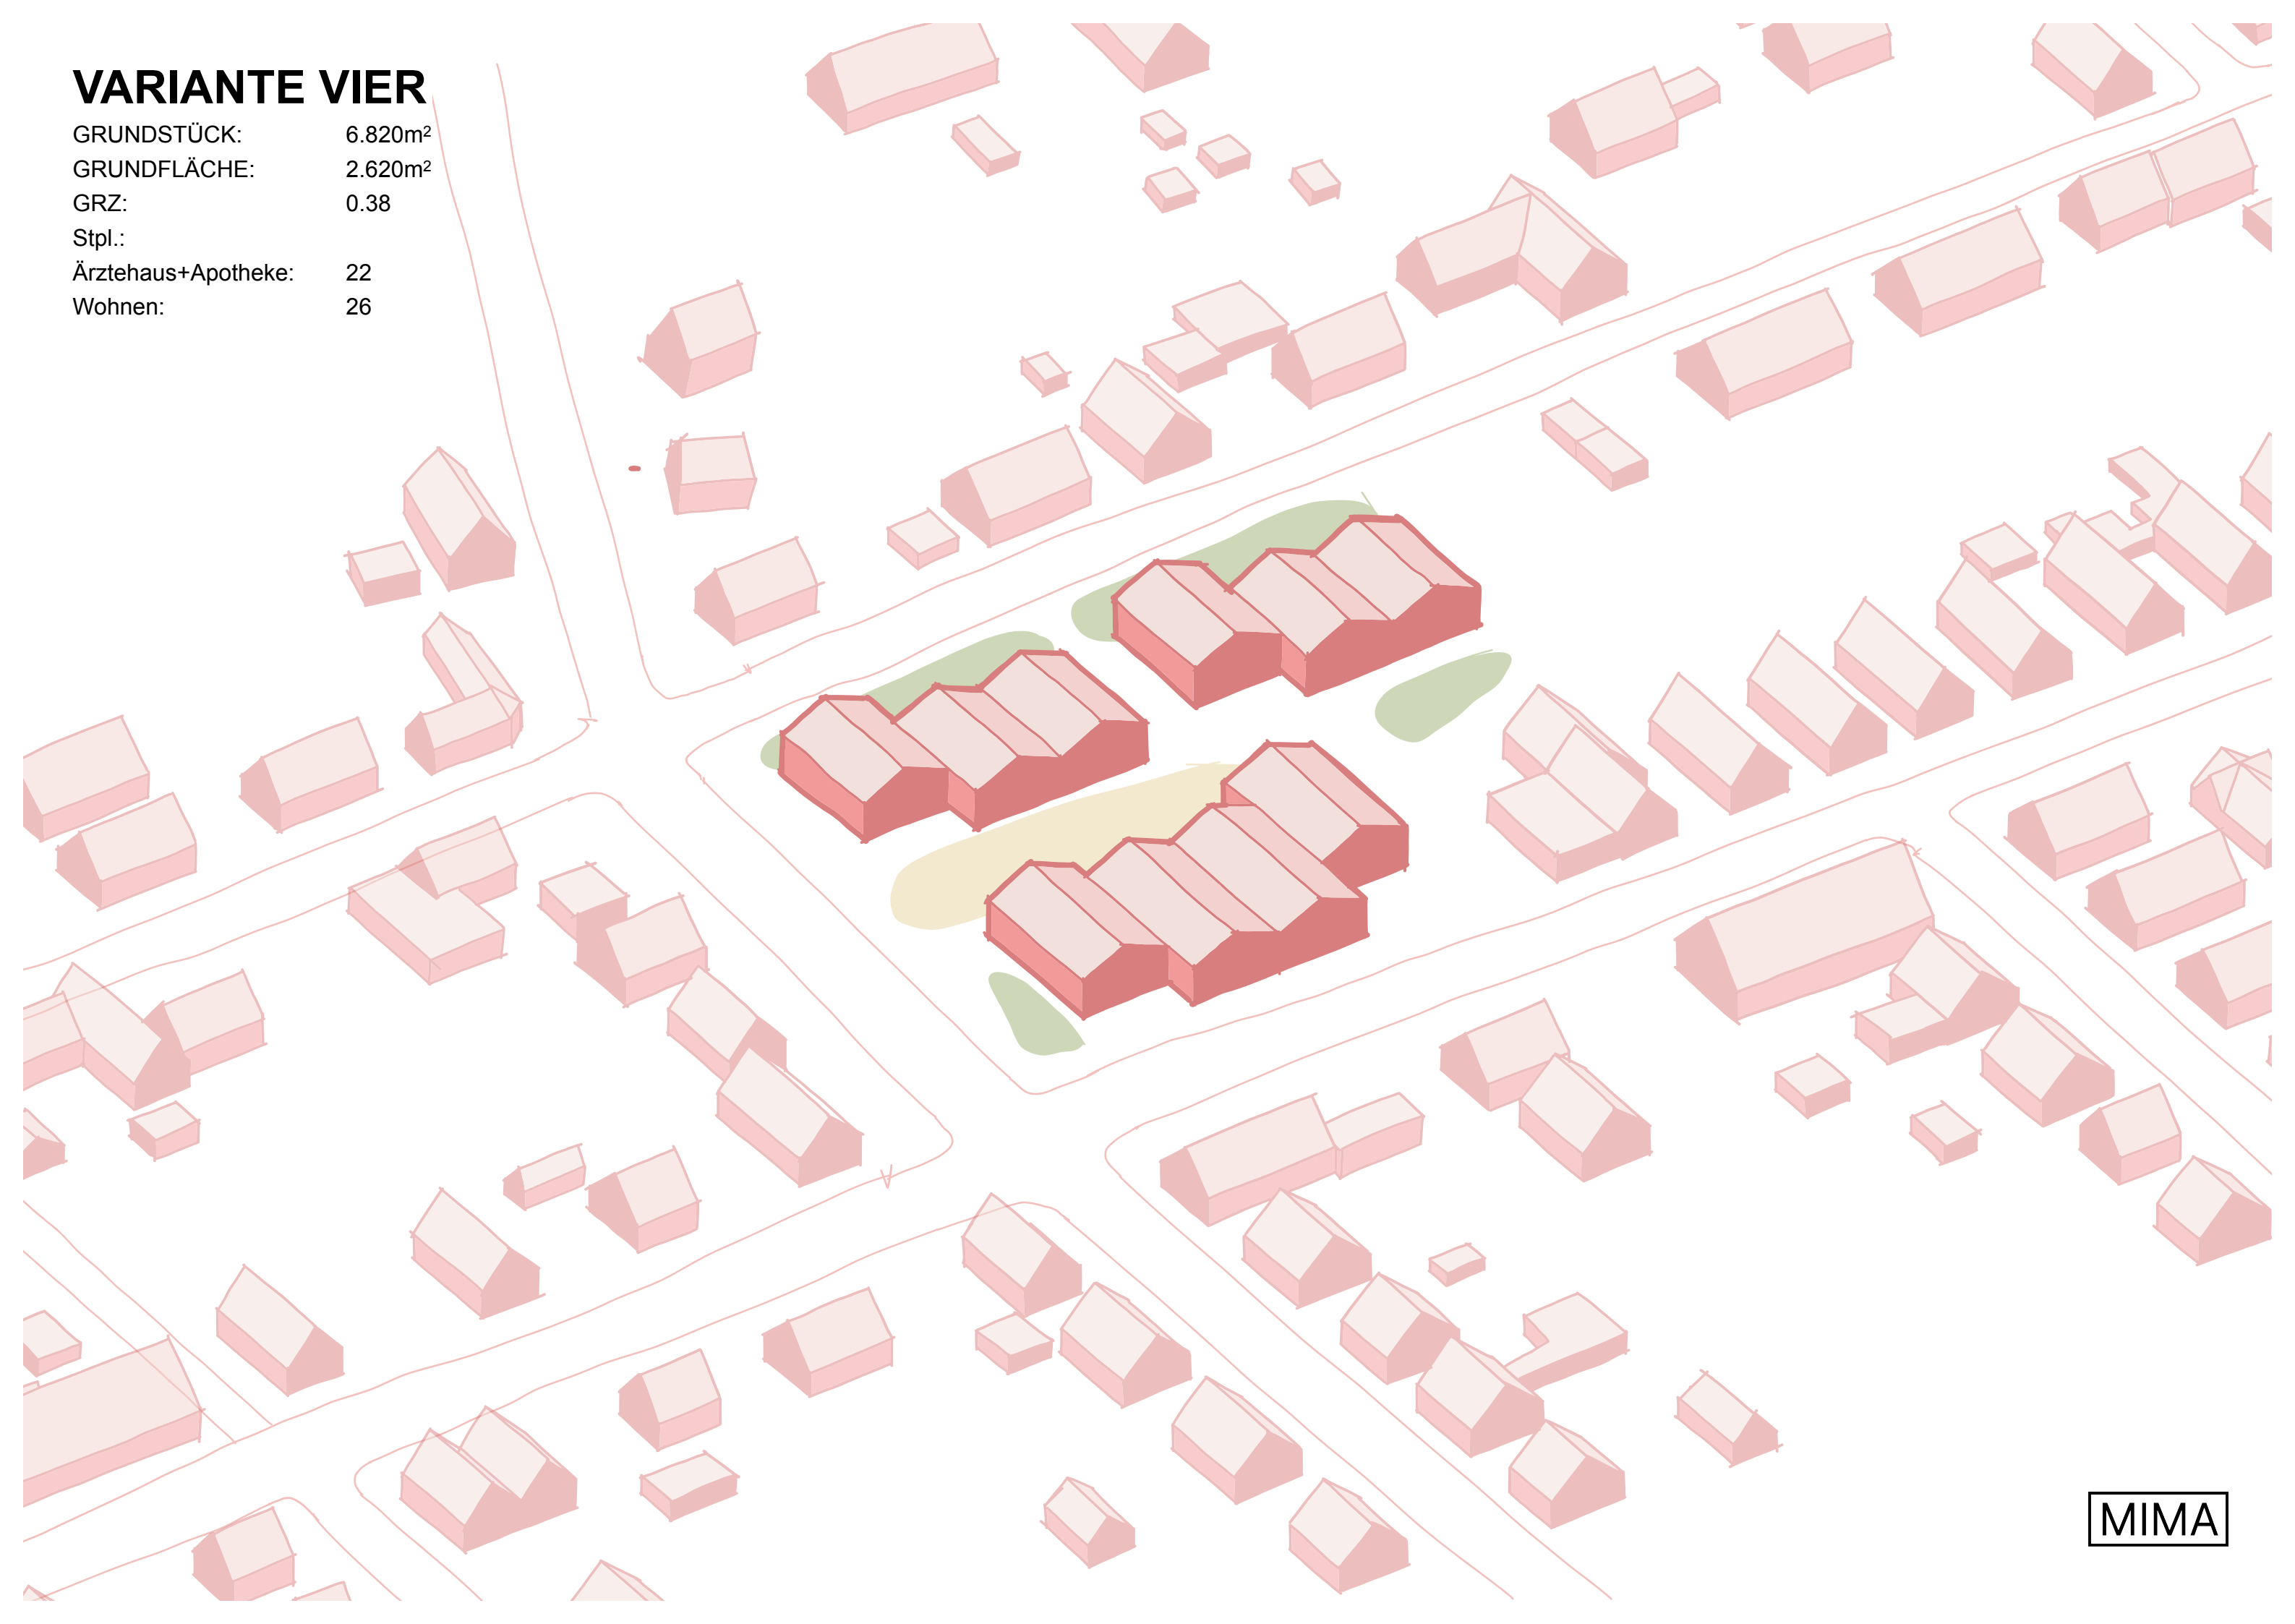 VARIANTE VIER
GRUNDSTÜCK: 6.820m²
GRUNDFLÄCHE: 2.620m²
GRZ: 0.38
Stpl.:
Ärztehaus+Apotheke: 22
Wohnen: 26
MIMA